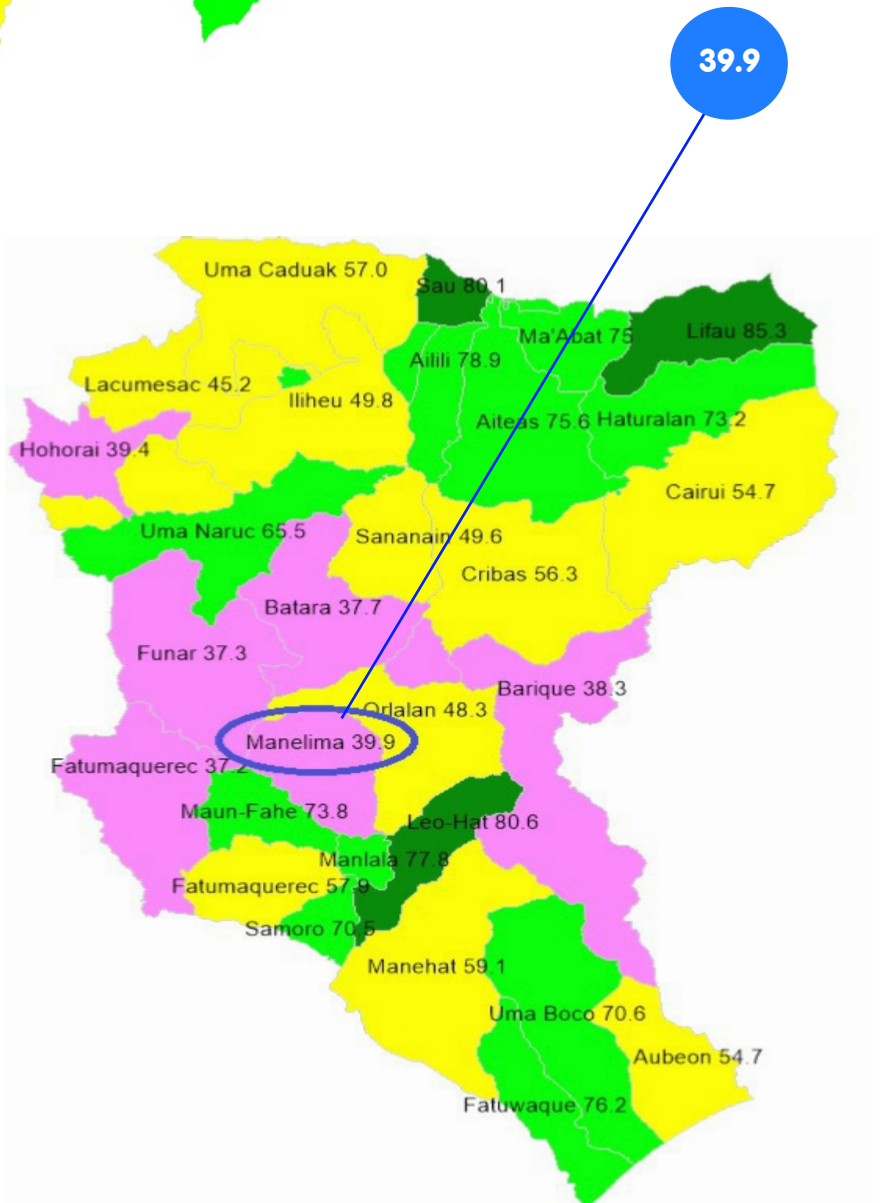 39.9
Uma Caduak 57.0
Sau 80.1
Ma'Abat 75
Lifau 85.3
Ailili 78.9
Lacumesac 45.2
Iliheu 49.8
Aiteas 75.6
Haturalan 73.2
Hohorai 39.4
Cairui 54.7
Uma Naruc 65.5
Sananain 49.6
Cribas 56.3
Batara 37.7
Funar 37.3
Barique 38.3
Orlalan 48.3
Manelima 39.9
Fatumaquerec 37.2
Maun-Fahe 73.8
Leo-Hat 80.6
Manlala 77.8
Fatumaquerec 57.9
Samoro 70.5
Manehat 59.1
Uma Boco 70.6
Aubeon 54.7
Fatuwaque 76.2